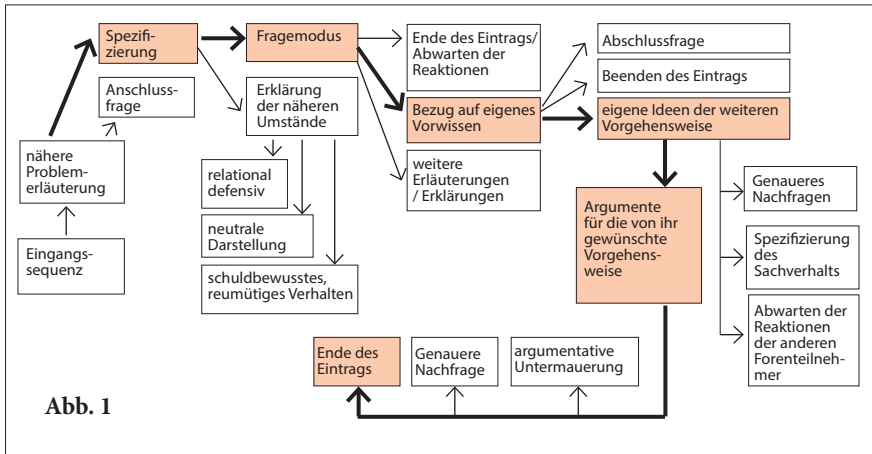 Spezifi-
zierung
Fragemodus
Ende des Eintrags/
Abwarten der
Reaktionen
Abschlussfrage
Beenden des Eintrags
Anschluss-
frage
Erklärung
der näheren
Umstände
Bezug auf eigenes
Vorwissen
eigene Ideen der weiteren
Vorgehensweise
nähere
Problem-
erläuterung
relational
defensiv
weitere
Erläuterungen
/ Erklärungen
Genaueres
Nachfragen
Argumente
für die von ihr
gewünschte
Vorgehens-
weise
neutrale
Darstellung
Eingangs-
sequenz
Spezifizierung
des
Sachverhalts
schuldbewusstes,
reumütiges Verhalten
Abwarten der
Reaktionen
der anderen
Forenteilneh-
mer
Ende des
Eintrags
Genauere
Nachfrage
argumentative
Untermauerung
Abb. 1